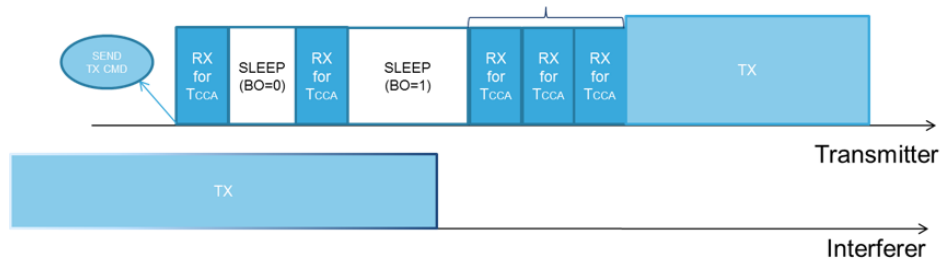 SEND
TX CMD
RX
for
TCCA
SLEEP
(BO=0)
RX
for
TCCA
SLEEP
(BO=1)
RX
for
TCCA
RX
for
TCCA
RX
for
TCCA
TX
Transmitter
TX
Interferer